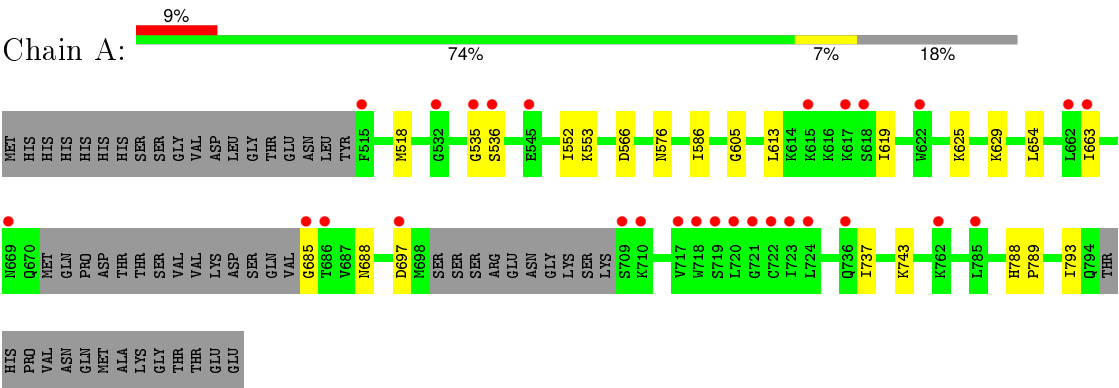 9%
Chain A:
74% 7% 18%
MET HIS HIS HIS HIS HIS HIS SER SER GLY VAL ASP LEU GLY THR GLU ASN LEU TYR F515 M518 G532 G535 S536 E545 I552 K553 D566 N576 I586 G605 L613 K614 K615 K616 K617 S618 I619 W622 K625 K629 L654 L662 I663
N669 Q670 MET GLN PRO ASP THR THR SER VAL VAL LYS ASP SER GLN VAL G685 T686 V687 N688 D697 M698 SER SER SER ARG GLU ASN GLY LYS SER LYS S709 K710 V717 W718 S719 L720 G721 C722 I723 L724 Q736 I737 K743 K762 L785 H788 P789 I793 Q794 THR
HIS PRO VAL ASN GLN MET ALA LYS GLY THR THR GLU GLU